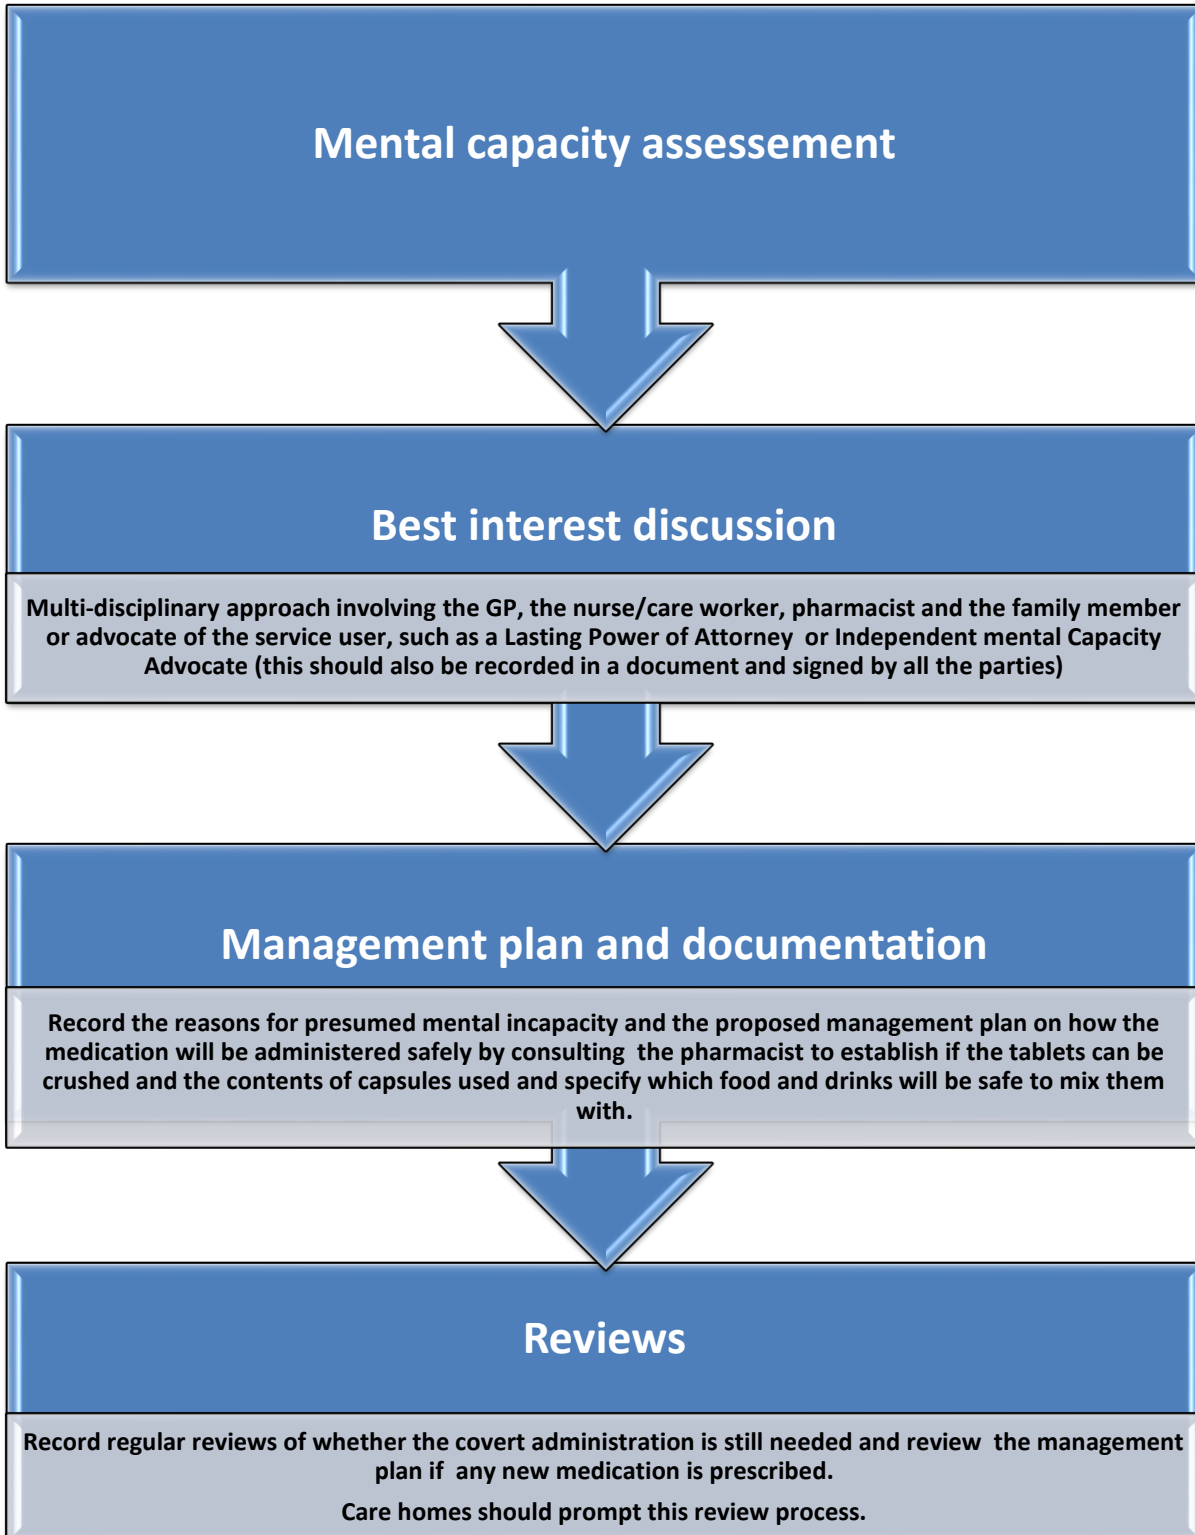 Mental capacity assessement
Best interest discussion
Multi-disciplinary approach involving the GP, the nurse/care worker, pharmacist and the family member
or advocate of the service user, such as a Lasting Power of Attorney or Independent mental Capacity
Advocate (this should also be recorded in a document and signed by all the parties)
Management plan and documentation
Record the reasons for presumed mental incapacity and the proposed management plan on how the
medication will be administered safely by consulting the pharmacist to establish if the tablets can be
crushed and the contents of capsules used and specify which food and drinks will be safe to mix them
with.
Reviews
Record regular reviews of whether the covert administration is still needed and review the management
plan if any new medication is prescribed.
Care homes should prompt this review process.